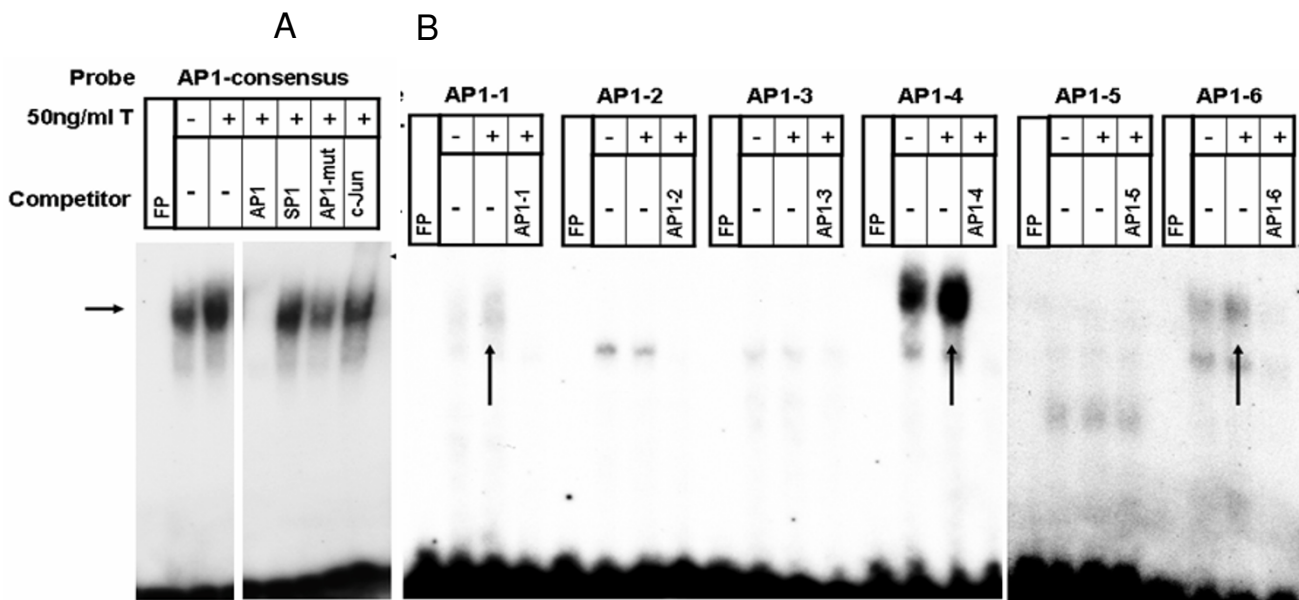 A B
Probe AP1-consensus
50ng/ml T - + + + + +
Competitor FP - - AP1 SP1 AP1-mut c-Jun
AP1-1 AP1-2 AP1-3 AP1-4 AP1-5 AP1-6
- + + - + + - + + - + + - + + - + +
FP - - AP1-1 FP - - AP1-2 FP - - AP1-3 FP - - AP1-4 FP - - AP1-5 FP - - AP1-6